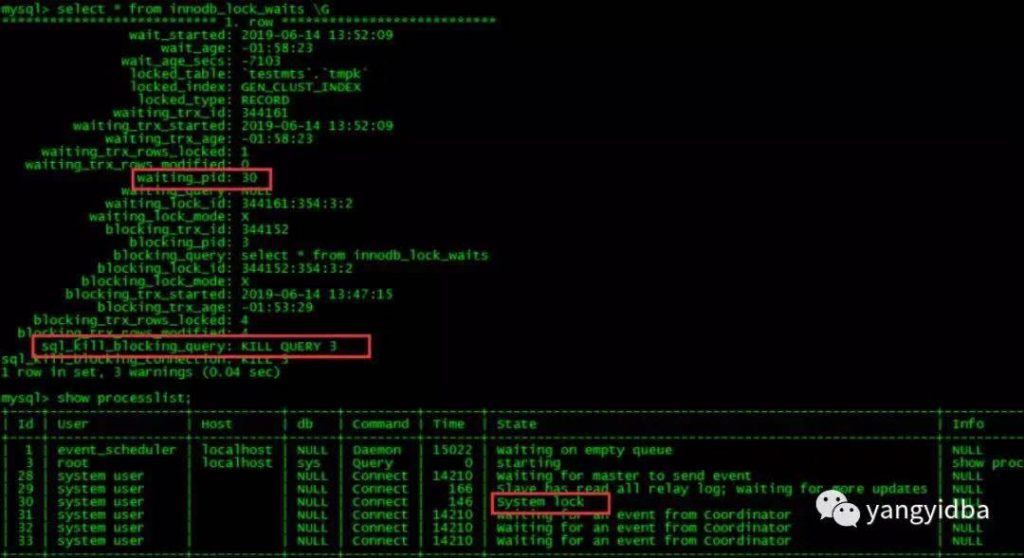 mysql> select * from innodb_lock_waits \G
*************************** 1. row ***************************
wait_started: 2019-06-14 13:52:09
wait_age: -01:58:23
wait_age_secs: -7103
locked_table: `testmts`.`tmpk`
locked_index: GEN_CLUST_INDEX
locked_type: RECORD
waiting_trx_id: 344161
waiting_trx_started: 2019-06-14 13:52:09
waiting_trx_age: -01:58:23
waiting_trx_rows_locked: 1
waiting_trx_rows_modified: 0
waiting_pid: 30
waiting_query: NULL
waiting_lock_id: 344161:354:3:2
waiting_lock_mode: X
blocking_trx_id: 344152
blocking_pid: 3
blocking_query: select * from innodb_lock_waits
blocking_lock_id: 344152:354:3:2
blocking_lock_mode: X
blocking_trx_started: 2019-06-14 13:47:15
blocking_trx_age: -01:53:29
blocking_trx_rows_locked: 4
blocking_trx_rows_modified: 4
sql_kill_blocking_query: KILL QUERY 3
sql_kill_blocking_connection: KILL 3
1 row in set, 3 warnings (0.04 sec)
mysql> show processlist;
| Id | User | Host | db | Command | Time | State | Info
| 1 | event_scheduler | localhost | NULL | Daemon | 15022 | Waiting on empty queue | NULL
| 3 | root | localhost | sys | Query | 0 | starting | show proc
| 28 | system user | | NULL | Connect | 14210 | Waiting for master to send event | NULL
| 29 | system user | | NULL | Connect | 166 | Slave has read all relay log; waiting for more updates | NULL
| 30 | system user | | NULL | Connect | 146 | System lock | NULL
| 31 | system user | | NULL | Connect | 14210 | Waiting for an event from Coordinator | NULL
| 32 | system user | | NULL | Connect | 14210 | Waiting for an event from Coordinator | NULL
| 33 | system user | | NULL | Connect | 14210 | Waiting for an event from Coordinator | NULL
yangyidba